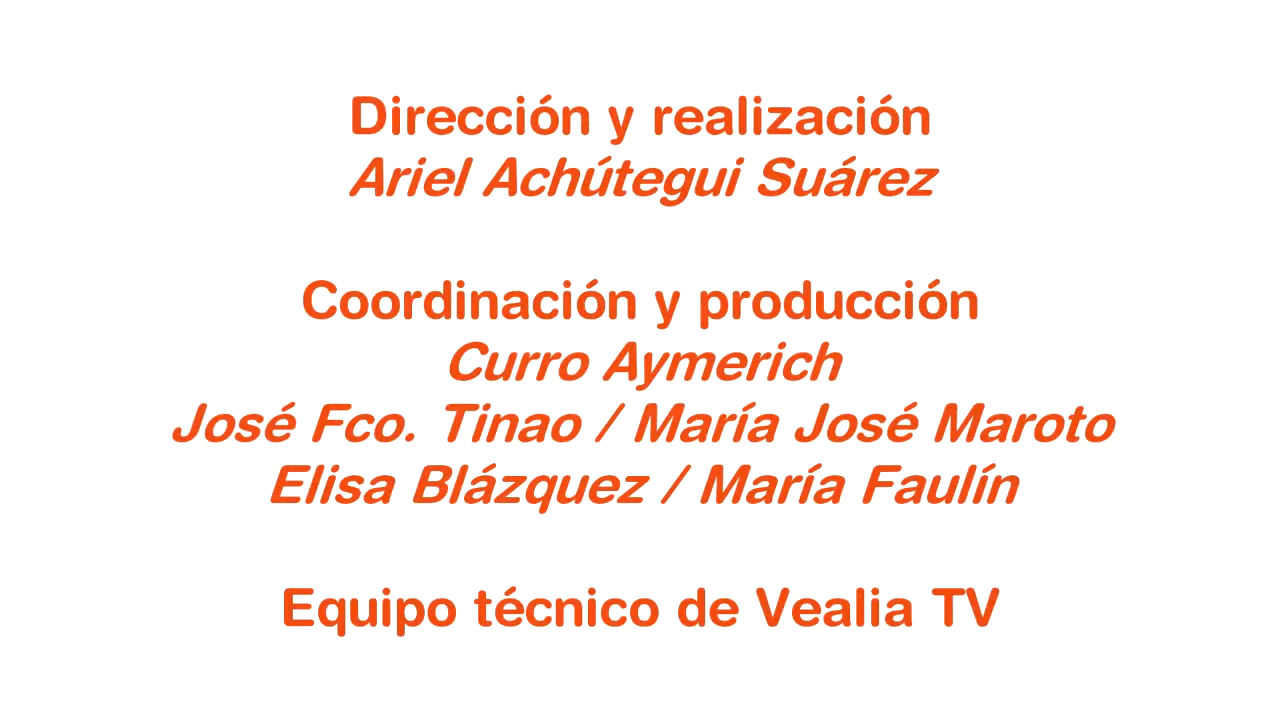 Dirección y realización
Ariel Achútegui Suárez
Coordinación y producción
Curro Aymerich
José Fco. Tinao / María José Maroto
Elisa Blázquez / María Faulín
Equipo técnico de Vealia TV